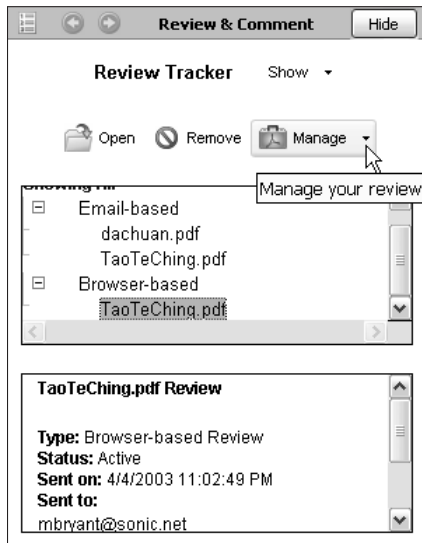 Review & Comment Hide
Review Tracker Show
Open Remove Manage
Manage your review
Showing All
Email-based
dachuan.pdf
TaoTeChing.pdf
Browser-based
TaoTeChing.pdf
TaoTeChing.pdf Review
Type: Browser-based Review
Status: Active
Sent on: 4/4/2003 11:02:49 PM
Sent to:
mbryant@sonic.net